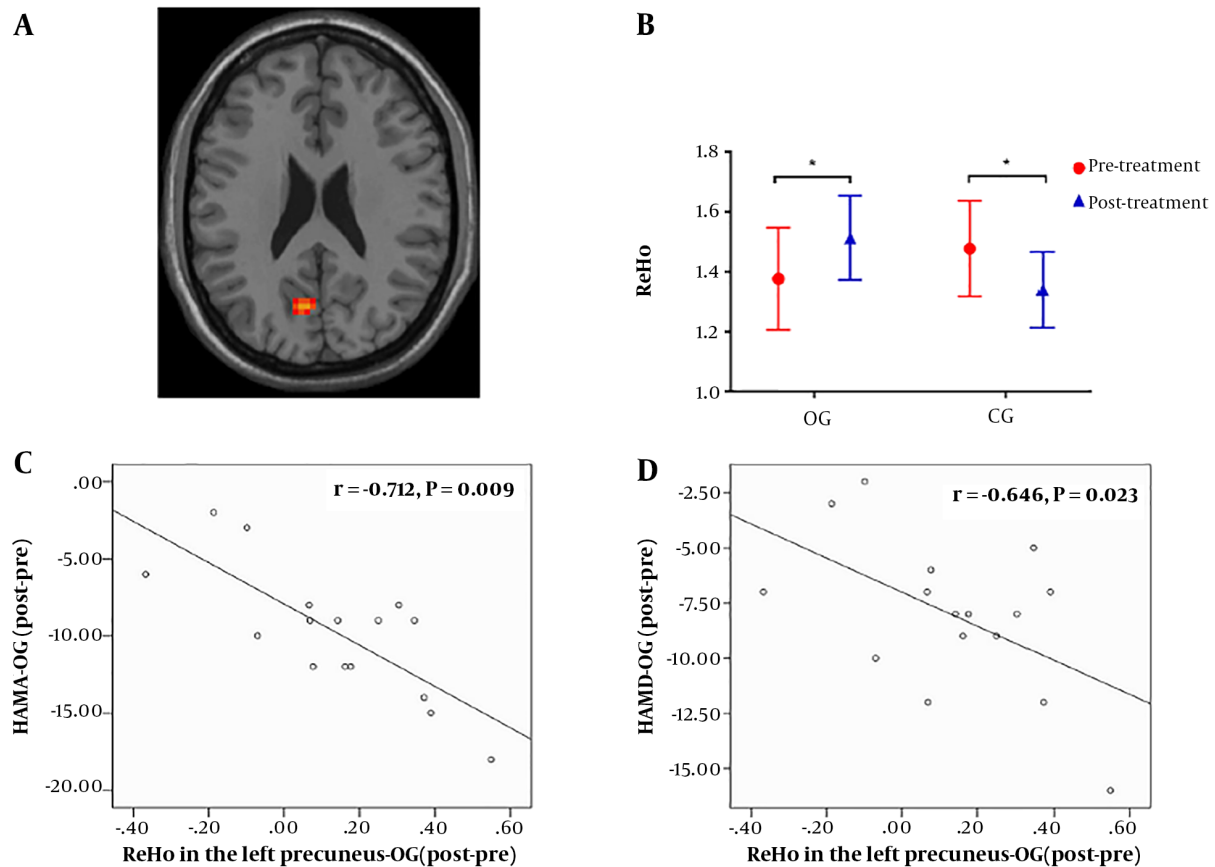 A
B
ReHo
1.8
1.6
1.4
1.2
1.0
*
*
OG
CG
Pre-treatment
Post-treatment
C
r = -0.712, P = 0.009
HAMA-OG (post-pre)
.00
-5.00
-10.00
-15.00
-20.00
-.40 -.20 .00 .20 .40 .60
ReHo in the left precuneus-OG(post-pre)
D
r = -0.646, P = 0.023
HAMD-OG (post-pre)
-2.50
-5.00
-7.50
-10.00
-12.50
-15.00
-.40 -.20 .00 .20 .40 .60
ReHo in the left precuneus-OG(post-pre)